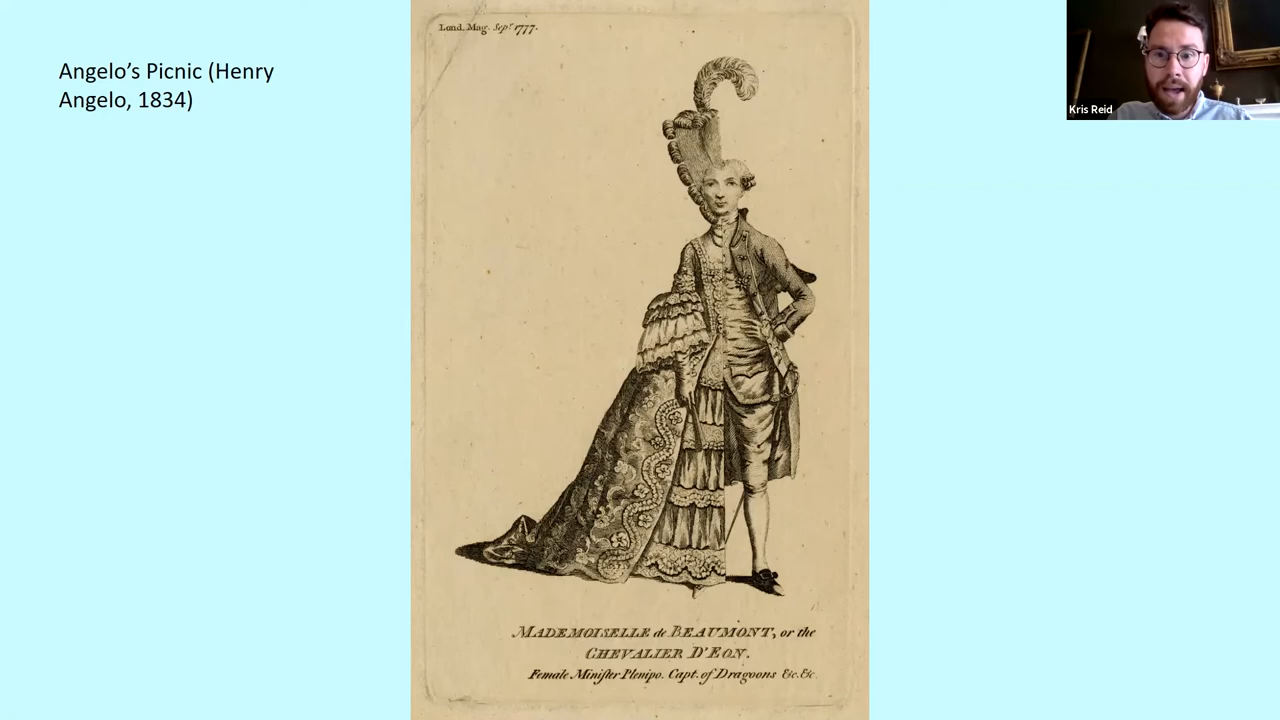 Lond. Mag. Sepr. 1777.
Angelo’s Picnic (Henry
Angelo, 1834)
Kris Reid
MADEMOISELLE de BEAUMONT, or the
CHEVALIER D'EON.
Female Minister Plenipo. Capt. of Dragoons &c. &c.